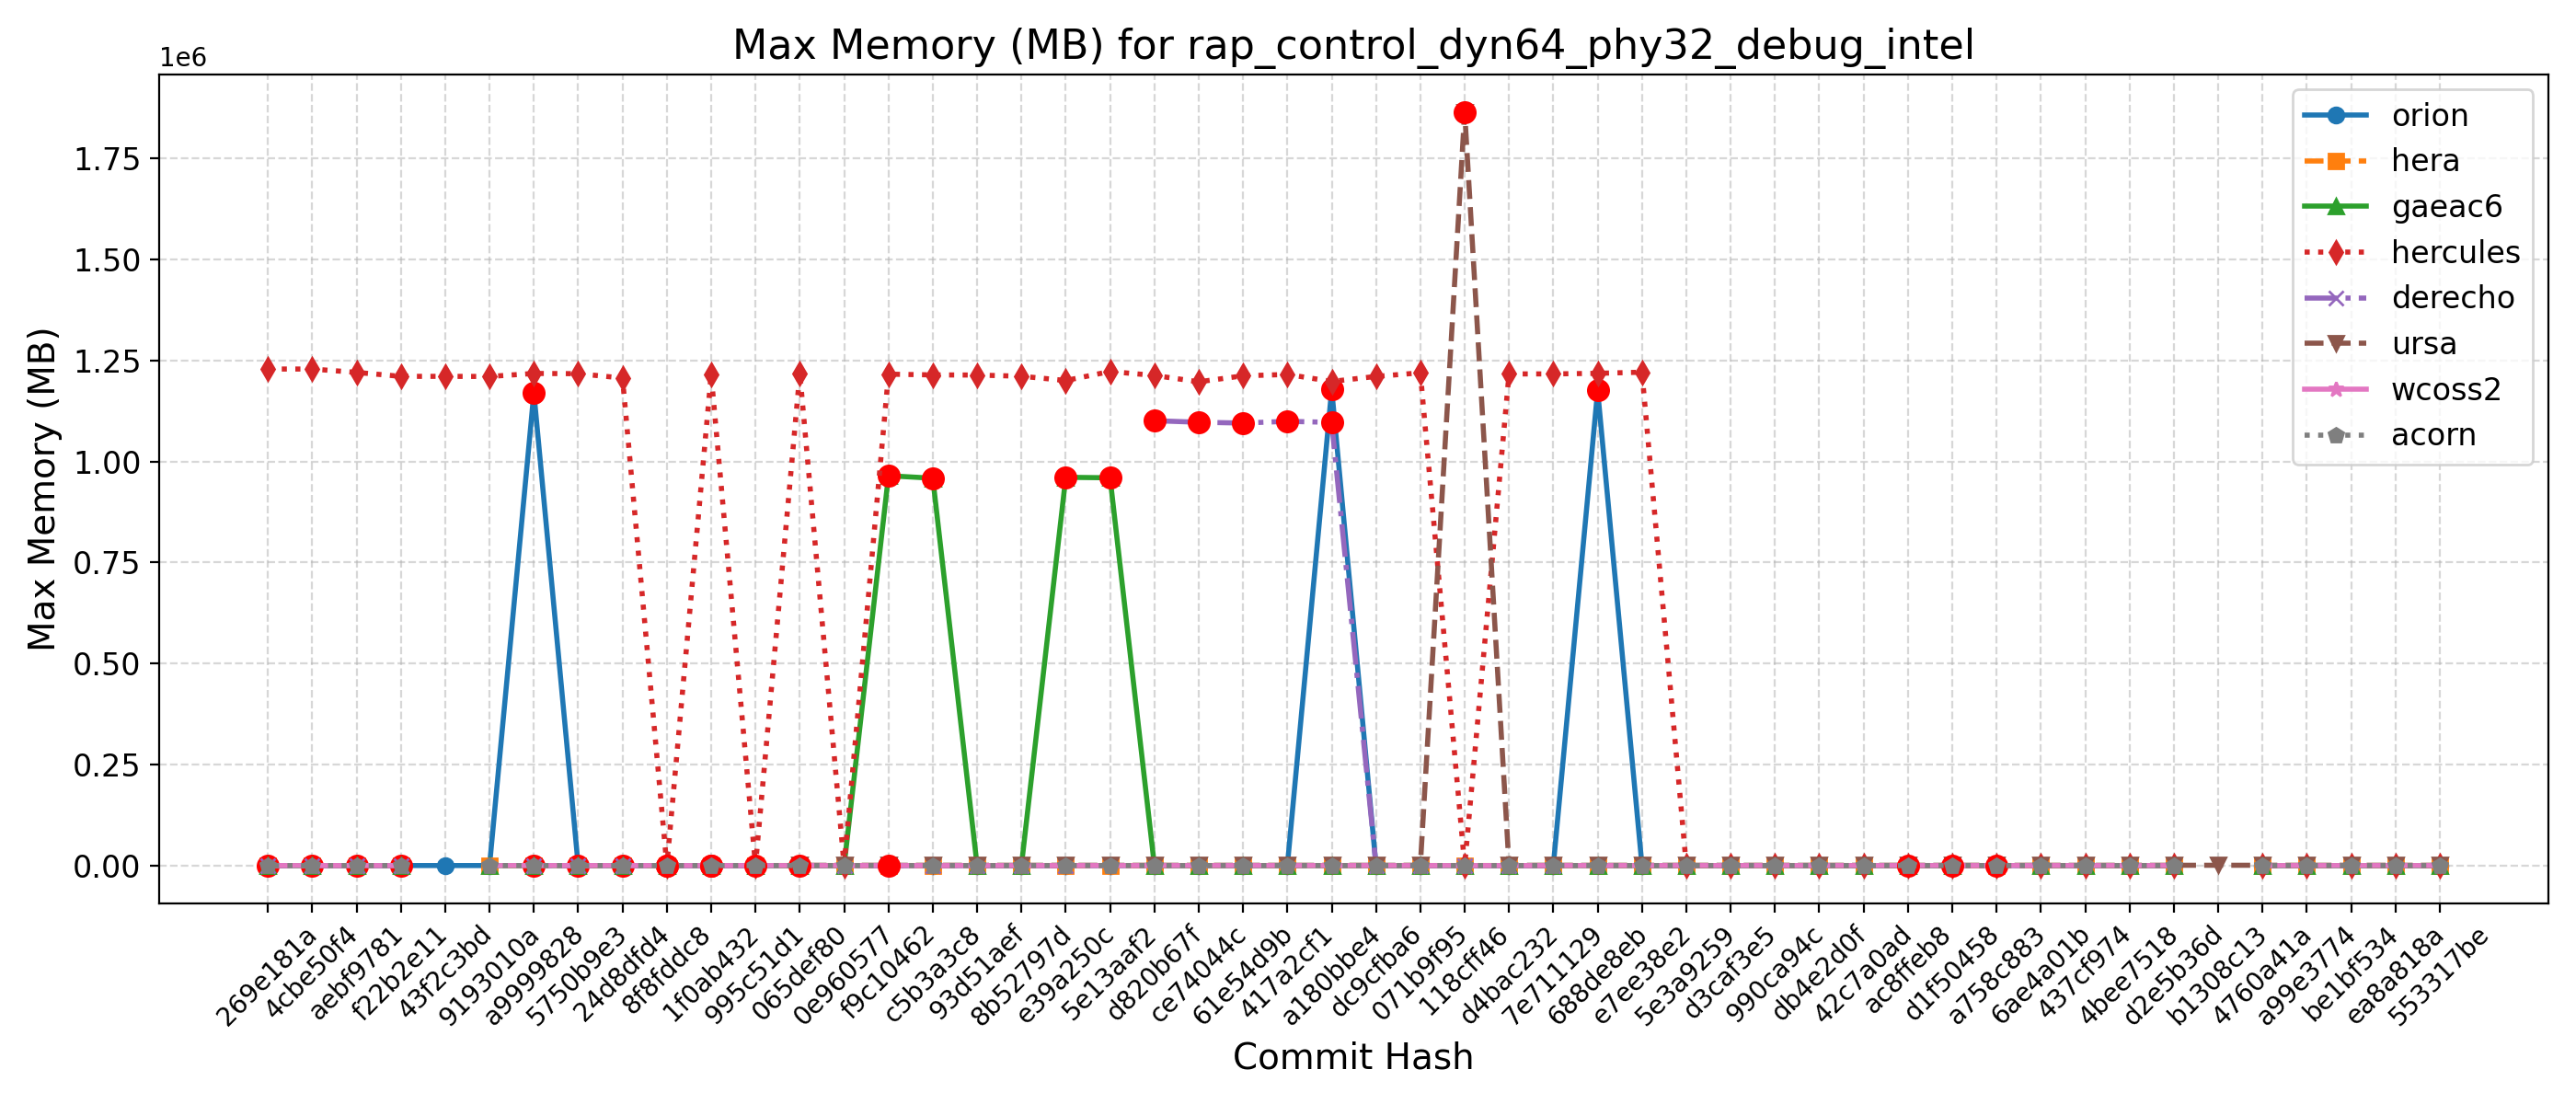 Max Memory (MB) for rap_control_dyn64_phy32_debug_intel
1e6
1.75
1.50
1.25
1.00
0.75
0.50
0.25
0.00
Max Memory (MB)
orion
hera
gaeac6
hercules
derecho
ursa
wcoss2
acorn
269e181a
4cbe50f4
aebf9781
f22b2e11
43f2c3bd
9193010a
a9999828
5750b9e3
24d8dfd4
8f8fddc8
1f0ab432
995c51d1
065def80
0e960577
f9c10462
c5b3a3c8
93d51aef
8b52797d
e39a250c
5e13aaf2
d820b67f
ce74044c
61e54d9b
417a2cf1
a180bbe4
dc9cfba6
071b9f95
118cff46
d4bac232
7e711129
688de8eb
e7ee38e2
5e3a9259
d3caf3e5
990ca94c
db4e2d0f
42c7a0ad
ac8ffeb8
d1f50458
a758c883
6ae4a01b
437cf974
4bee7518
d2e5b36d
b1308c13
4760a41a
a99e3774
be1bf534
ea8a818a
553317be
Commit Hash